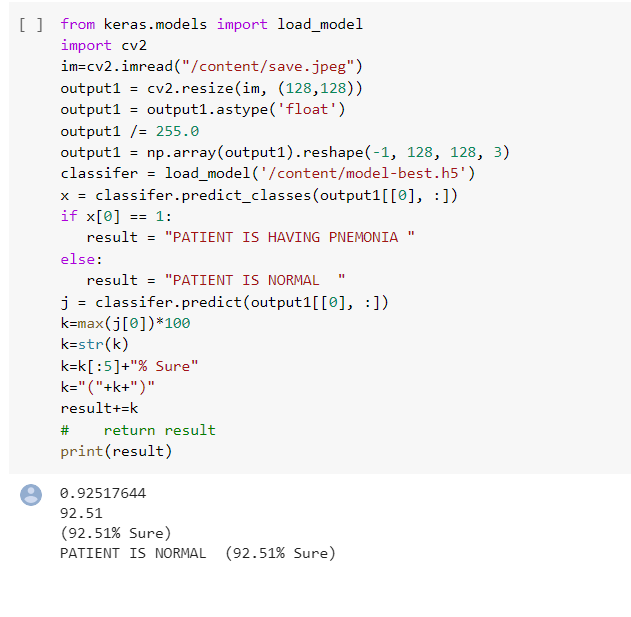 [ ] from keras.models import load_model
import cv2
im=cv2.imread("/content/save.jpeg")
output1 = cv2.resize(im, (128,128))
output1 = output1.astype('float')
output1 /= 255.0
output1 = np.array(output1).reshape(-1, 128, 128, 3)
classifer = load_model('/content/model-best.h5')
x = classifer.predict_classes(output1[[0], :])
if x[0] == 1:
   result = "PATIENT IS HAVING PNEMONIA "
else:
   result = "PATIENT IS NORMAL  "
j = classifer.predict(output1[[0], :])
k=max(j[0])*100
k=str(k)
k=k[:5]+"% Sure"
k="("+k+")"
result+=k
#    return result
print(result)
0.92517644
92.51
(92.51% Sure)
PATIENT IS NORMAL  (92.51% Sure)